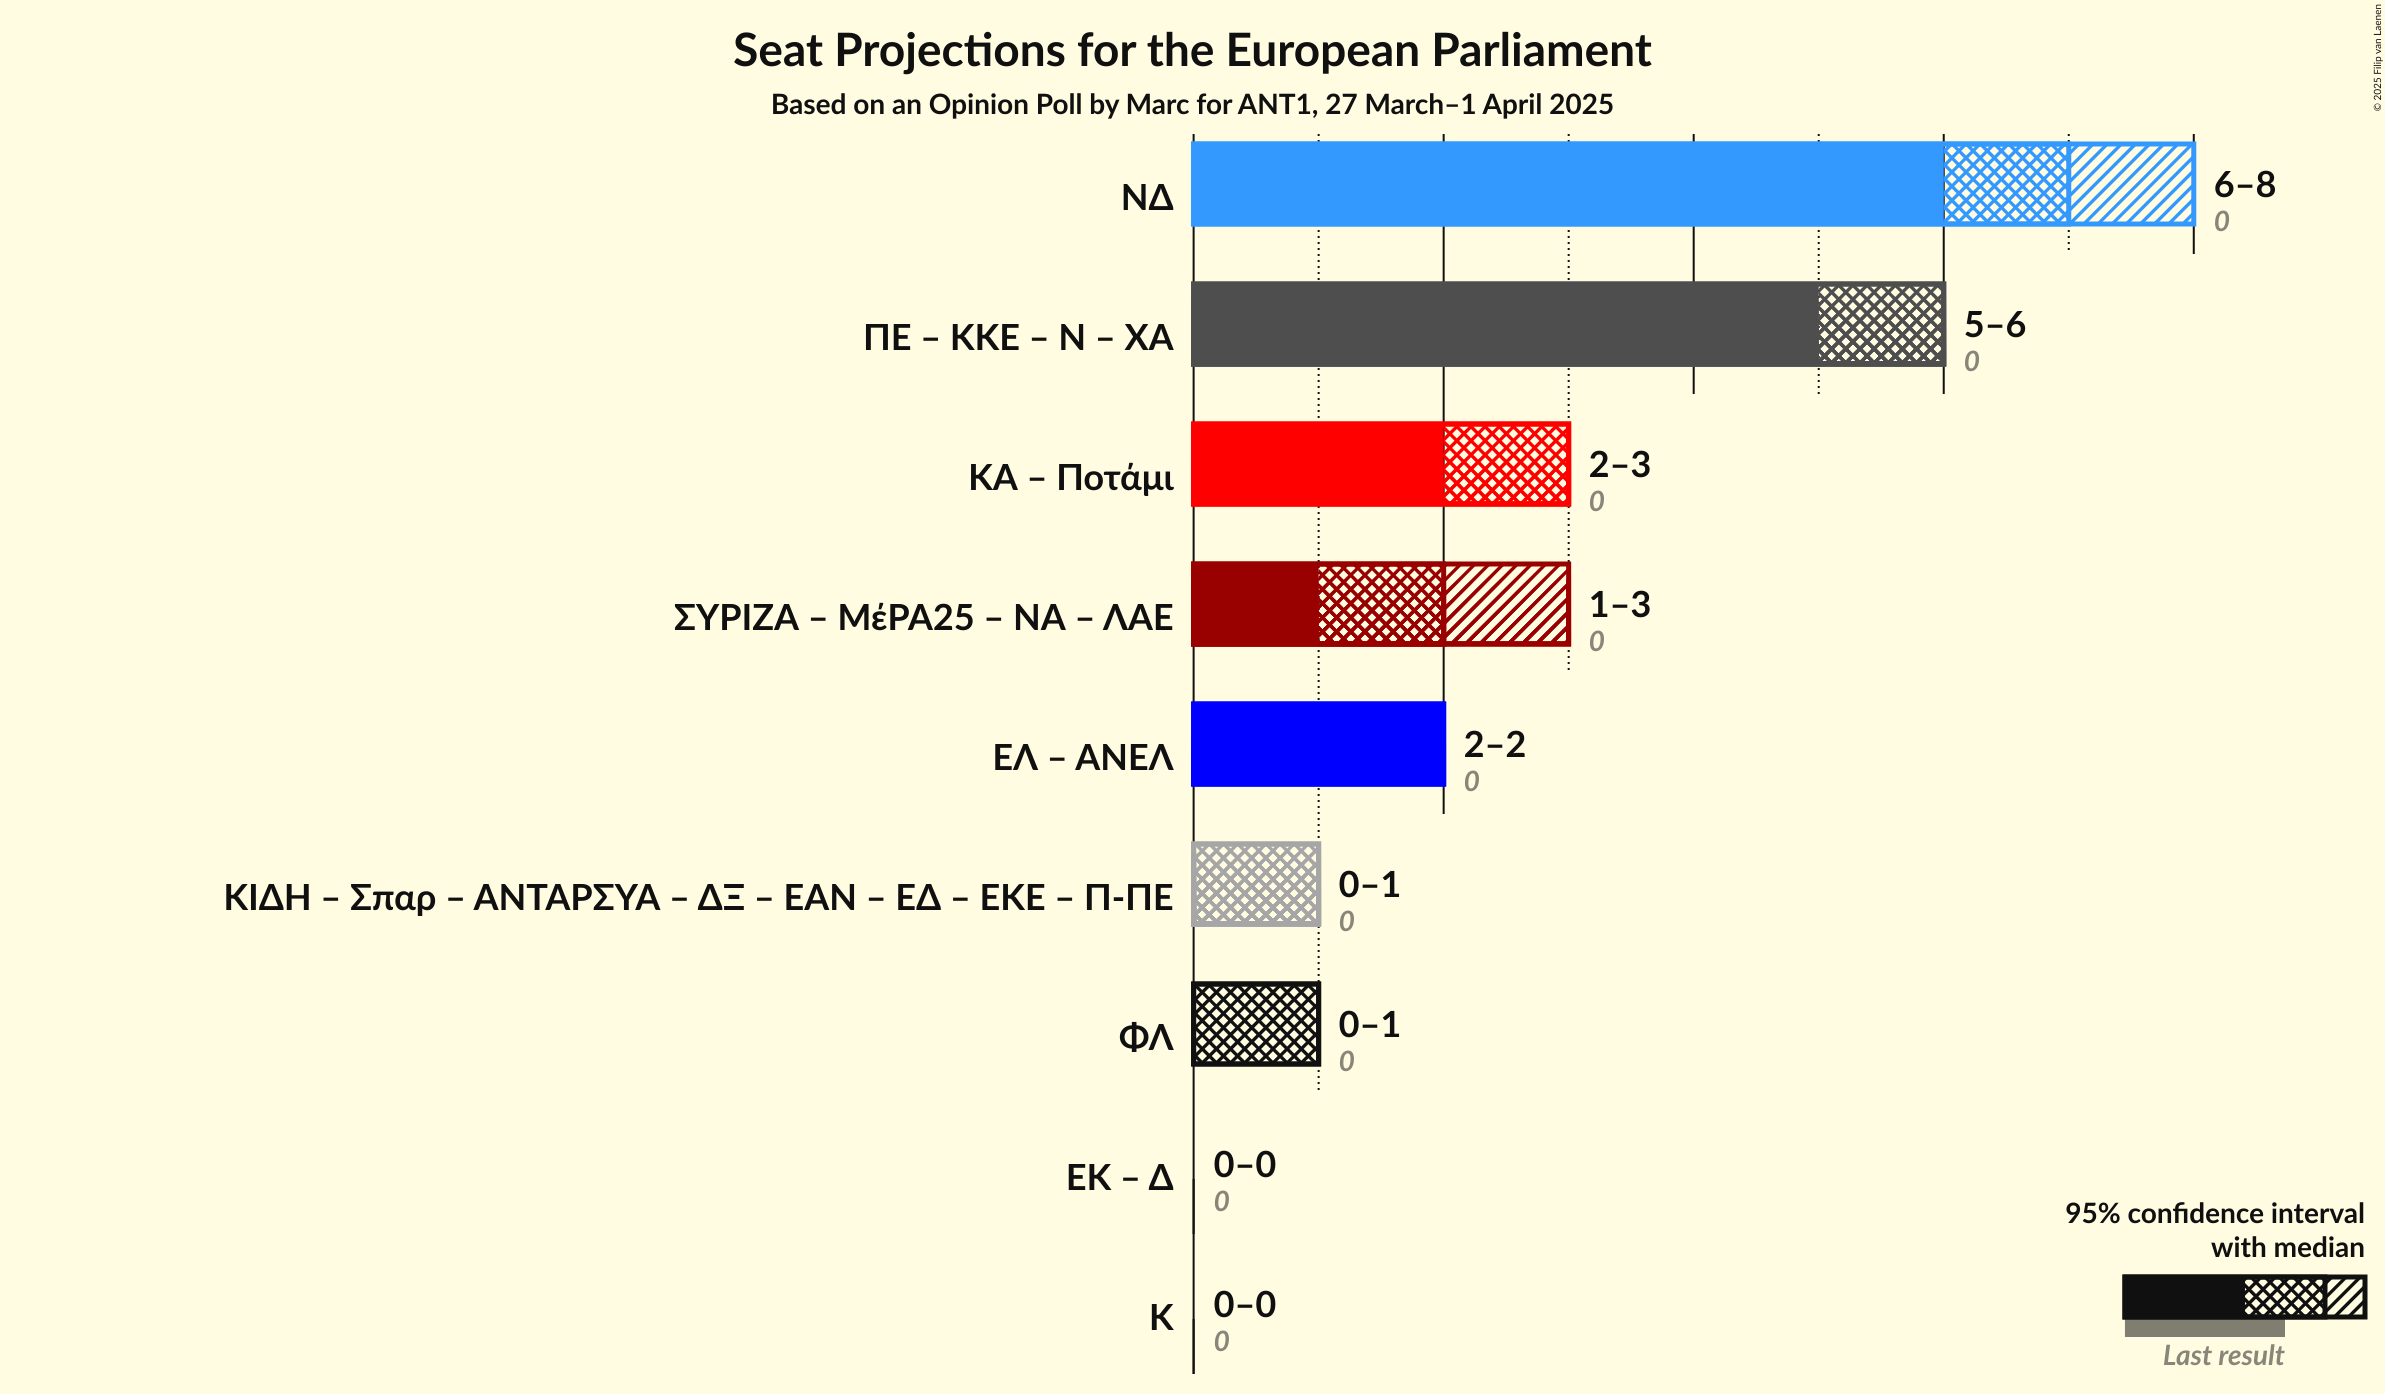 Seat Projections for the European Parliament
Based on an Opinion Poll by Marc for ANT1, 27 March–1 April 2025
© 2025 Filip van Laenen
ΝΔ
6–8
0
ΠΕ – ΚΚΕ – Ν – ΧΑ
5–6
0
ΚΑ – Ποτάμι
2–3
0
ΣΥΡΙΖΑ – ΜέΡΑ25 – ΝΑ – ΛΑΕ
1–3
0
ΕΛ – ΑΝΕΛ
2–2
0
ΚΙΔΗ – Σπαρ – ΑΝΤΑΡΣΥΑ – ΔΞ – ΕΑΝ – ΕΔ – ΕΚΕ – Π-ΠΕ
0–1
0
ΦΛ
0–1
0
ΕΚ – Δ
0–0
0
Κ
0–0
0
95% confidence interval
with median
Last result